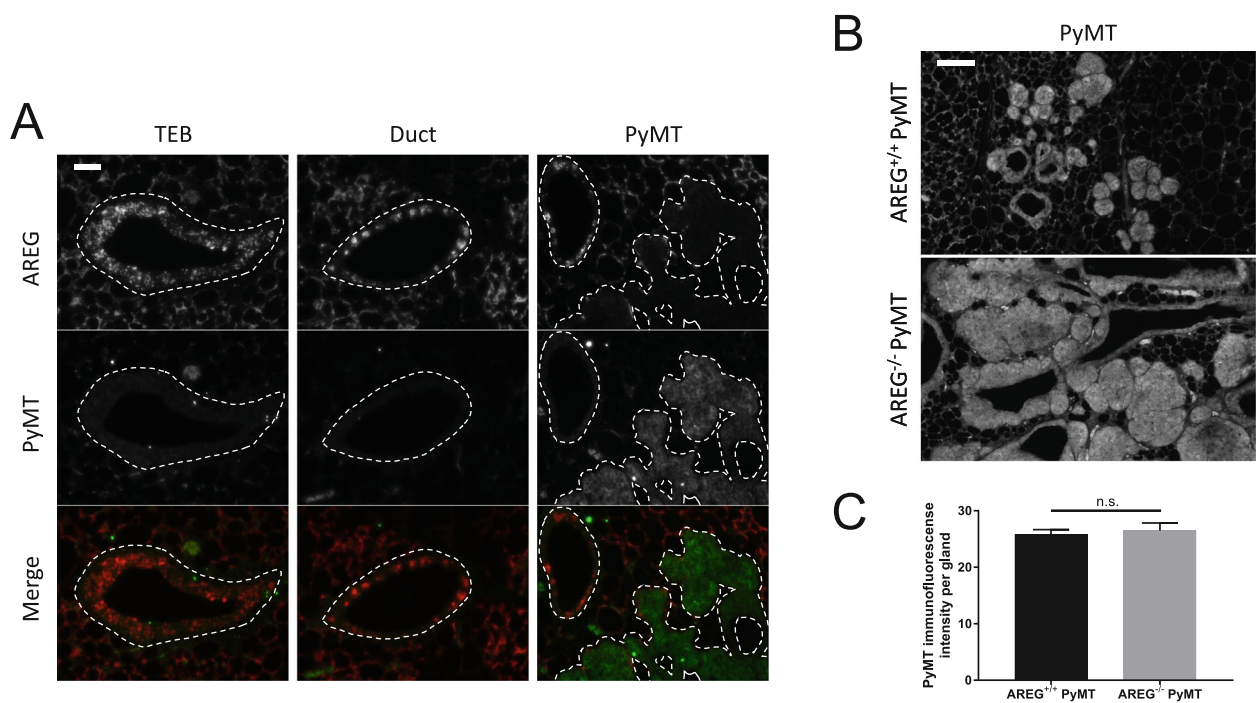 A
TEB
Duct
PyMT
AREG
PyMT
Merge
B
PyMT
AREG+/+ PyMT
AREG-/- PyMT
C
PyMT immunofluorescense
intensity per gland
30
20
10
0
n.s.
AREG+/+ PyMT
AREG-/- PyMT